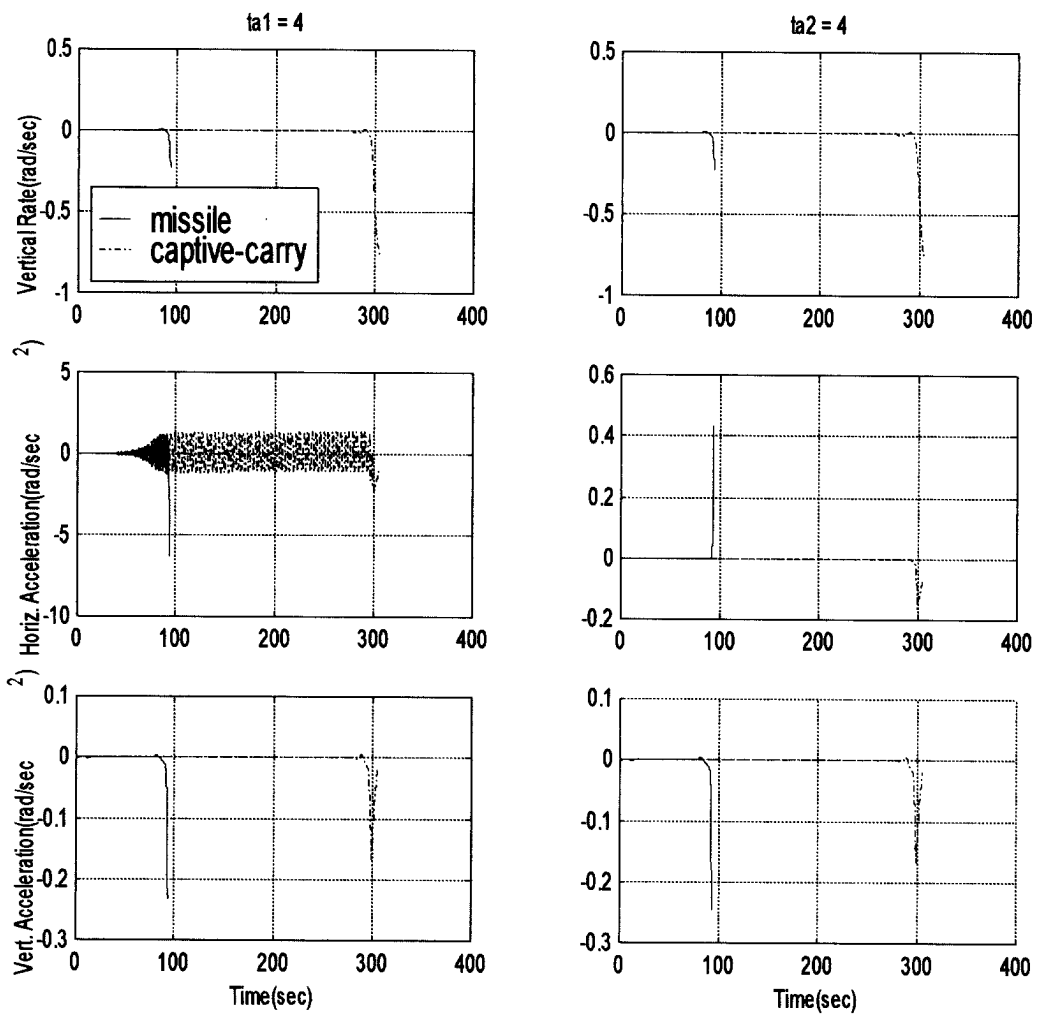 ta1 = 4
ta2 = 4
Vertical Rate(rad/sec)
0.5
0
-0.5
-1
missile
captive-carry
0 100 200 300 400
0.5
0
-0.5
-1
0 100 200 300 400
Horiz. Acceleration(rad/sec 2)
5
0
-5
-10
0 100 200 300 400
0.6
0.4
0.2
0
-0.2
0 100 200 300 400
Vert. Acceleration(rad/sec 2)
0.1
0
-0.1
-0.2
-0.3
0 100 200 300 400
Time(sec)
0.1
0
-0.1
-0.2
-0.3
0 100 200 300 400
Time(sec)